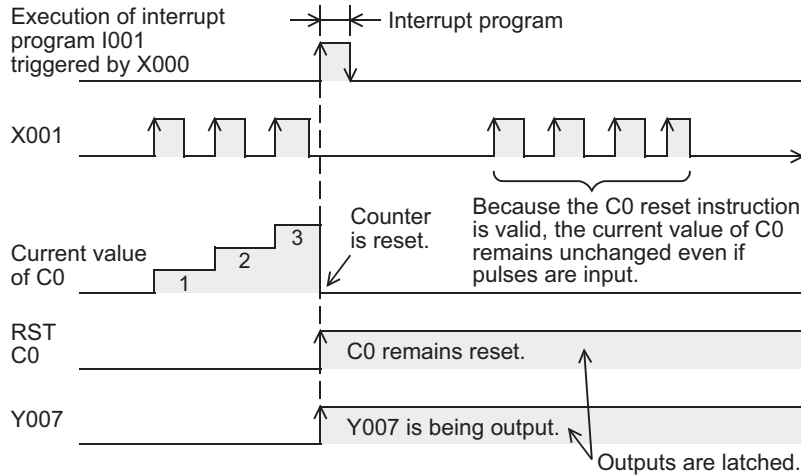 Execution of interrupt
program I001
triggered by X000
Interrupt program
X001
Current value
of C0
1
2
3
Counter
is reset.
Because the C0 reset instruction
is valid, the current value of C0
remains unchanged even if
pulses are input.
RST
C0
C0 remains reset.
Y007
Y007 is being output.
Outputs are latched.